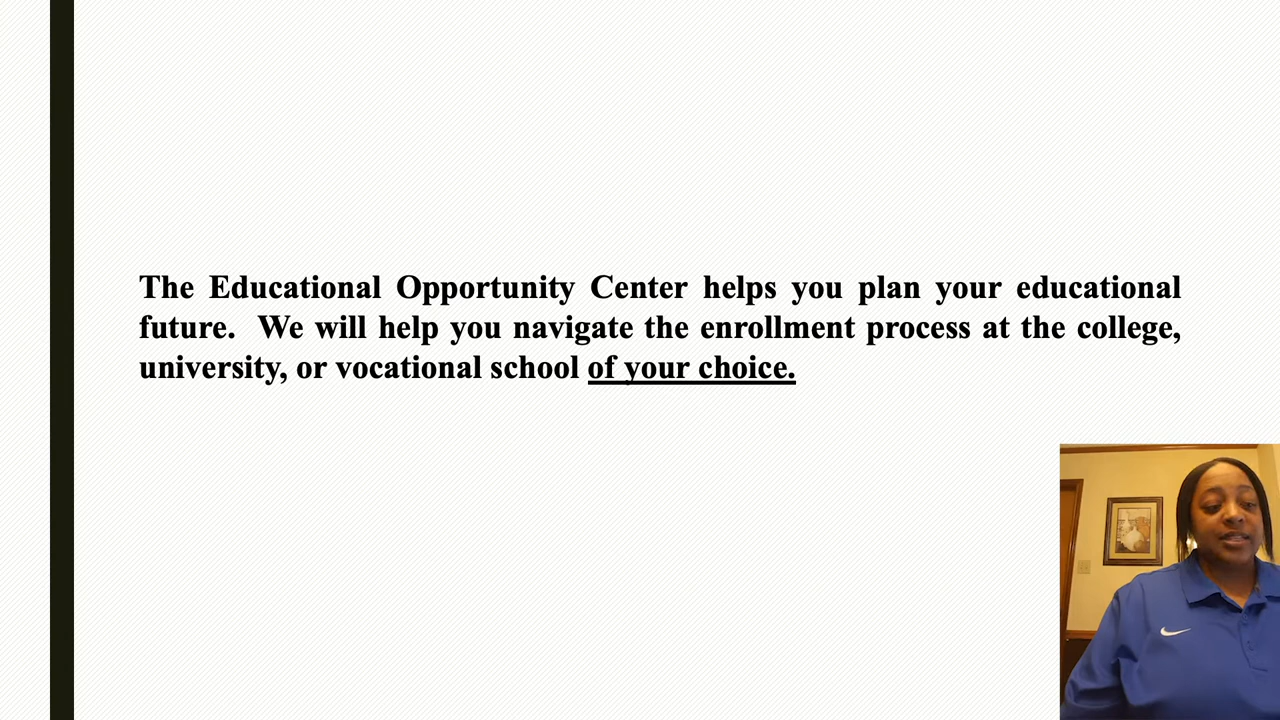 The Educational Opportunity Center helps you plan your educational
future.  We will help you navigate the enrollment process at the college,
university, or vocational school of your choice.